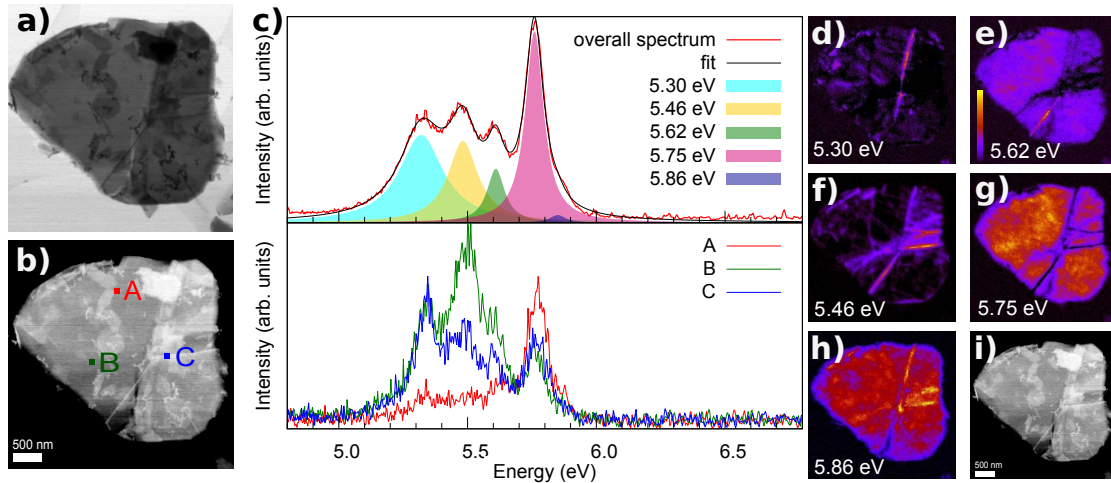 a)
b)
A
B
C
500 nm
c)
Intensity (arb. units)
overall spectrum
fit
5.30 eV
5.46 eV
5.62 eV
5.75 eV
5.86 eV
Intensity (arb. units)
A
B
C
5.0 5.5 6.0 6.5
Energy (eV)
d)
5.30 eV
e)
5.62 eV
f)
5.46 eV
g)
5.75 eV
h)
5.86 eV
i)
500 nm